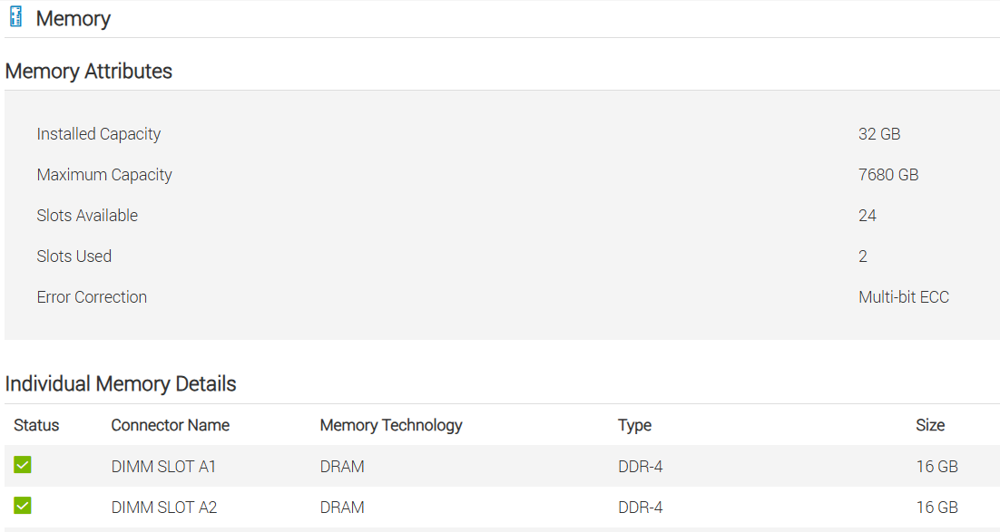 Memory
Memory Attributes
Installed Capacity 32 GB
Maximum Capacity 7680 GB
Slots Available 24
Slots Used 2
Error Correction Multi-bit ECC
Individual Memory Details
Status Connector Name Memory Technology Type Size
DIMM SLOT A1 DRAM DDR-4 16 GB
DIMM SLOT A2 DRAM DDR-4 16 GB